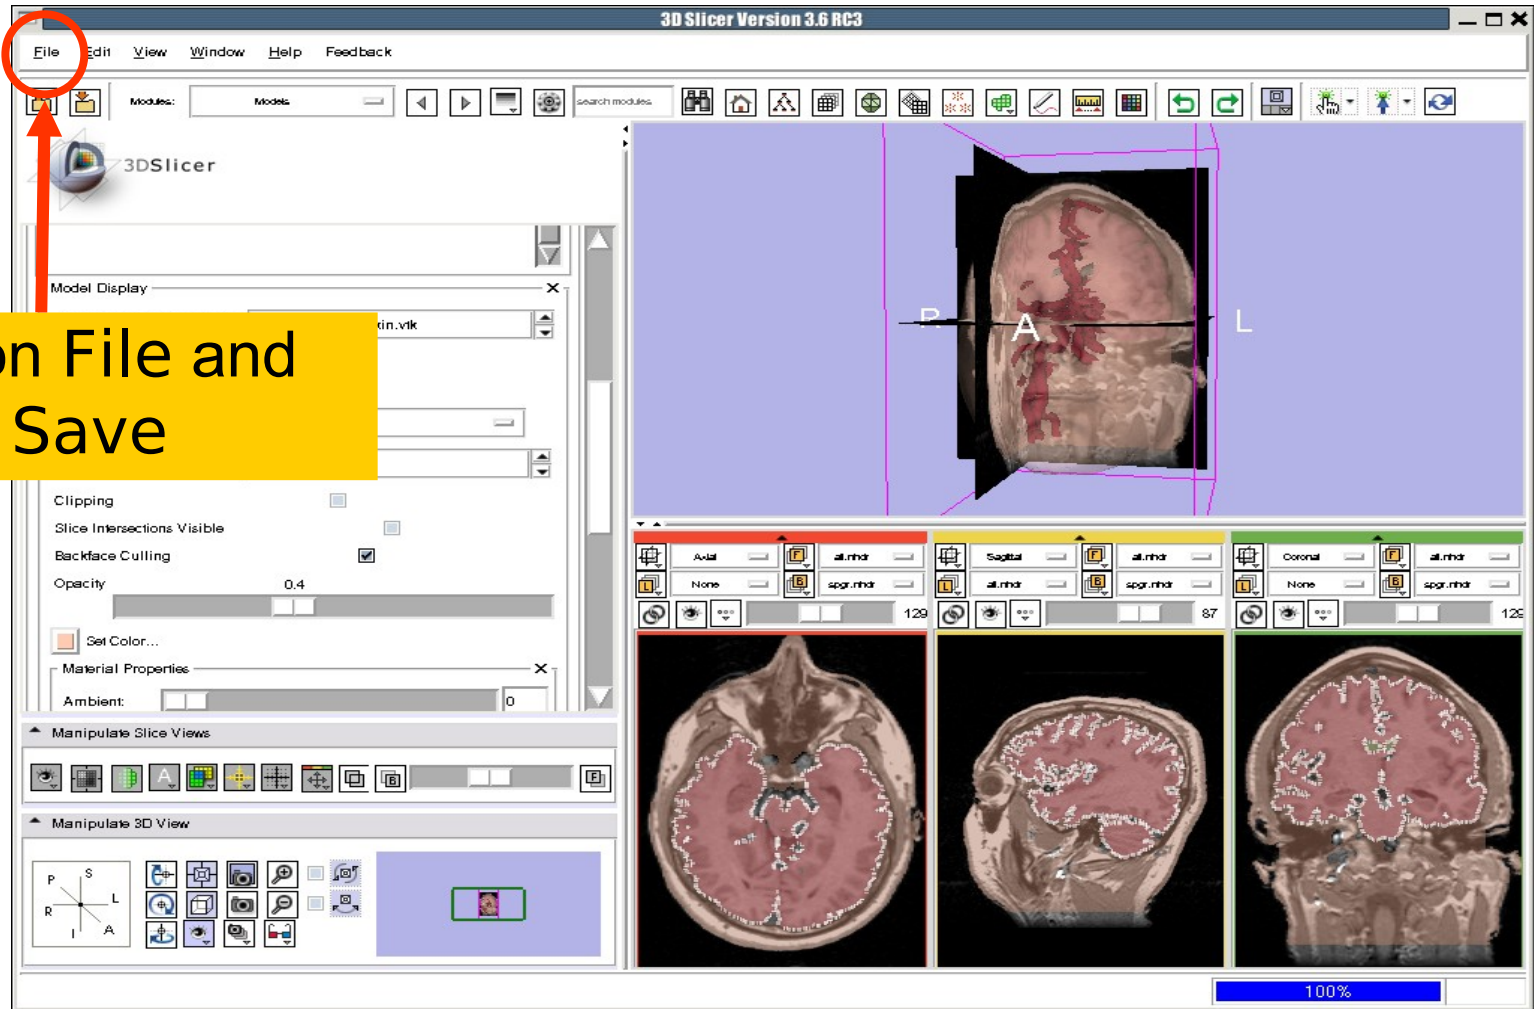 3D Slicer Version 3.6 RC3
File Edit View Window Help Feedback
Modules: Models search modules
3DSlicer
Model Display
in.vtk
on File and
Save
Clipping
Slice Intersections Visible
Backface Culling
Opacity 0.4
Set Color...
Material Properties
Ambient: 0
Manipulate Slice Views
A B F
Manipulate 3D View
P S
R L
I A
R A L
Axial F all.nhdr
L None B spgr.nhdr
129
Sagittal F all.nhdr
L all.nhdr B spgr.nhdr
87
Coronal F all.nhdr
L None B spgr.nhdr
129
100%